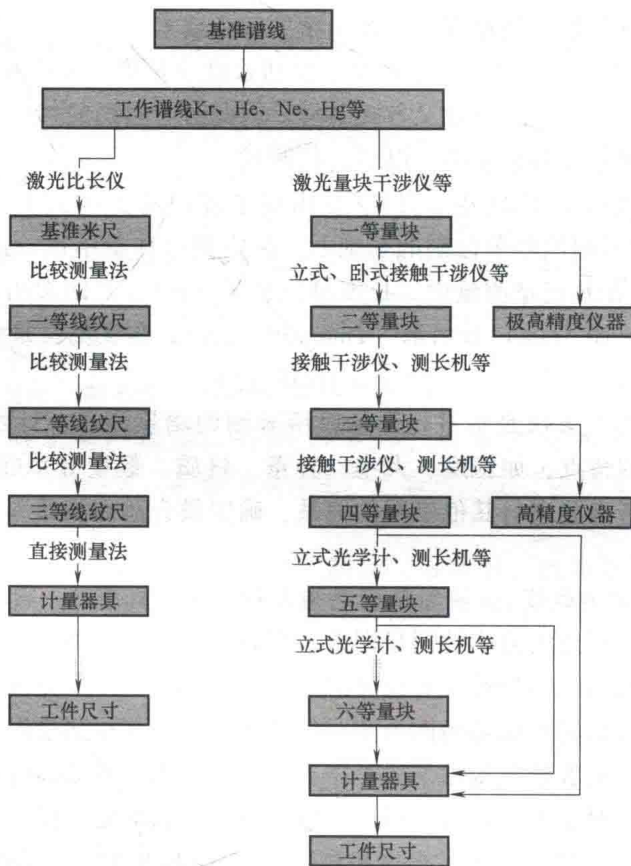 基准谱线
工作谱线Kr、He、Ne、Hg等
激光比长仪
基准米尺
比较测量法
一等线纹尺
比较测量法
二等线纹尺
比较测量法
三等线纹尺
直接测量法
计量器具
工件尺寸
激光量块干涉仪等
一等量块
立式、卧式接触干涉仪等
二等量块
极高精度仪器
接触干涉仪、测长机等
三等量块
接触干涉仪、测长机等
四等量块
高精度仪器
立式光学计、测长机等
五等量块
立式光学计、测长机等
六等量块
计量器具
工件尺寸